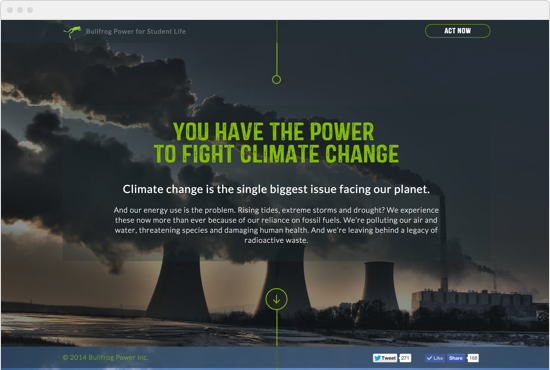 Bullfrog Power for Student Life
ACT NOW
YOU HAVE THE POWER
TO FIGHT CLIMATE CHANGE
Climate change is the single biggest issue facing our planet.
And our energy use is the problem. Rising tides, extreme storms and drought? We experience
these now more than ever because of our reliance on fossil fuels. We're polluting our air and
water, threatening species and damaging human health. And we're leaving behind a legacy of
radioactive waste.
© 2014 Bullfrog Power Inc.
Tweet 271
Like Share 168